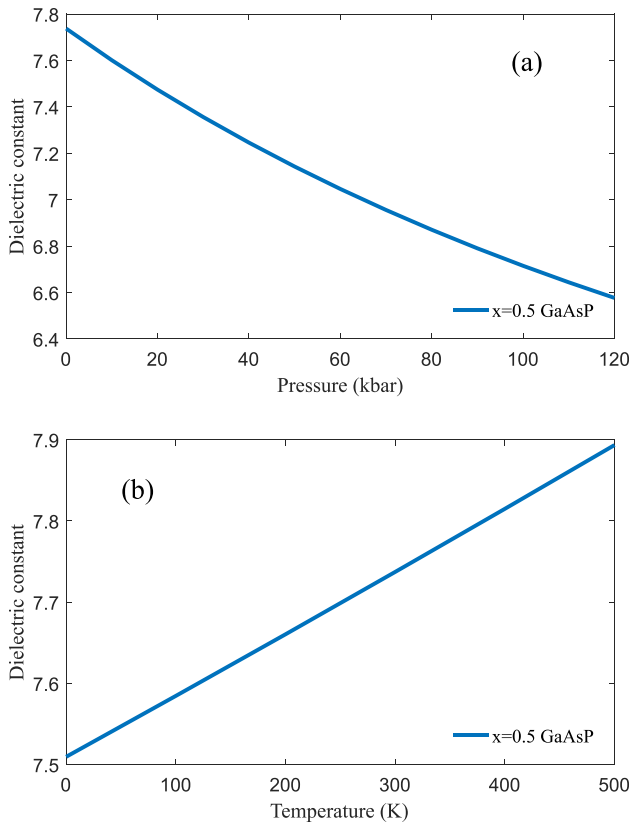 7.8
7.6
7.4
7.2
7
6.8
6.6
6.4
Dielectric constant
(a)
x=0.5 GaAsP
0 20 40 60 80 100 120
Pressure (kbar)
7.9
7.8
7.7
7.6
7.5
Dielectric constant
(b)
x=0.5 GaAsP
0 100 200 300 400 500
Temperature (K)